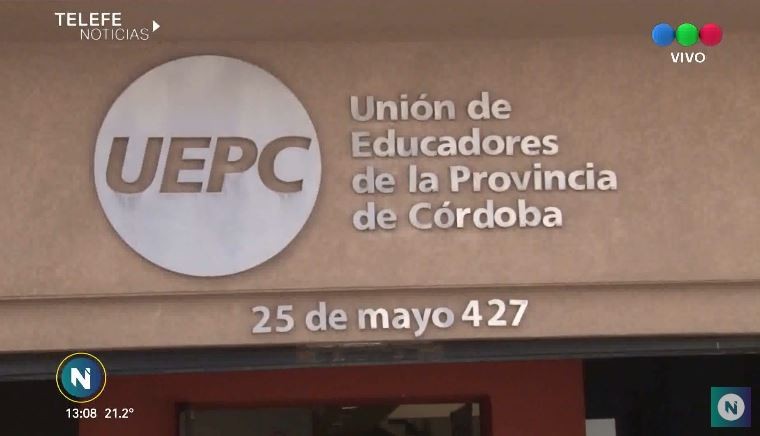 TELEFE
NOTICIAS
VIVO
UEPC
Unión de
Educadores
de la Provincia
de Córdoba
25 de mayo 427
N
13:08 21.2°
N